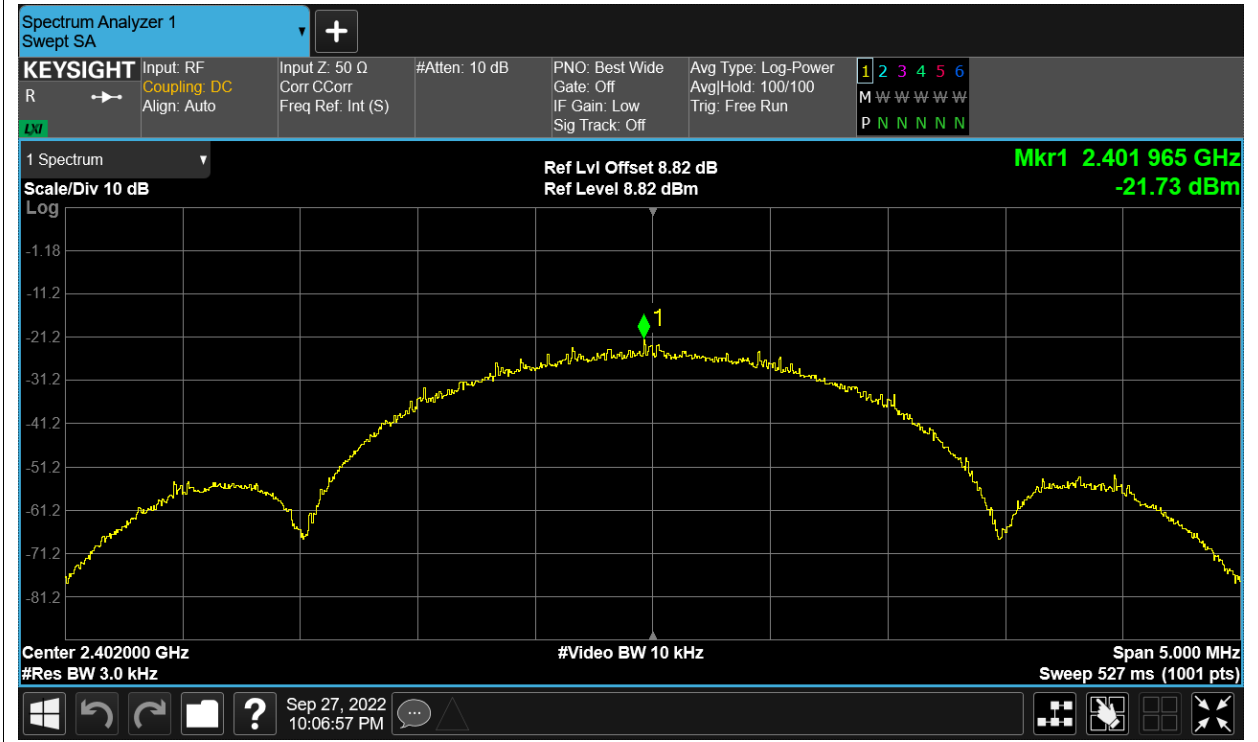 Spectrum Analyzer 1
Swept SA
+
KEYSIGHT
R
LXI
Input: RF
Coupling: DC
Align: Auto
Input Z: 50 Ω
Corr CCorr
Freq Ref: Int (S)
#Atten: 10 dB
PNO: Best Wide
Gate: Off
IF Gain: Low
Sig Track: Off
Avg Type: Log-Power
Avg|Hold: 100/100
Trig: Free Run
1 2 3 4 5 6
M W W W W W W
P N N N N N N
1 Spectrum
Scale/Div 10 dB
Log
Ref Lvl Offset 8.82 dB
Ref Level 8.82 dBm
Mkr1 2.401 965 GHz
-21.73 dBm
-1.18
-11.2
1
-21.2
-31.2
-41.2
-51.2
-61.2
-71.2
-81.2
Center 2.402000 GHz
#Video BW 10 kHz
Span 5.000 MHz
#Res BW 3.0 kHz
Sweep 527 ms (1001 pts)
?
Sep 27, 2022
10:06:57 PM